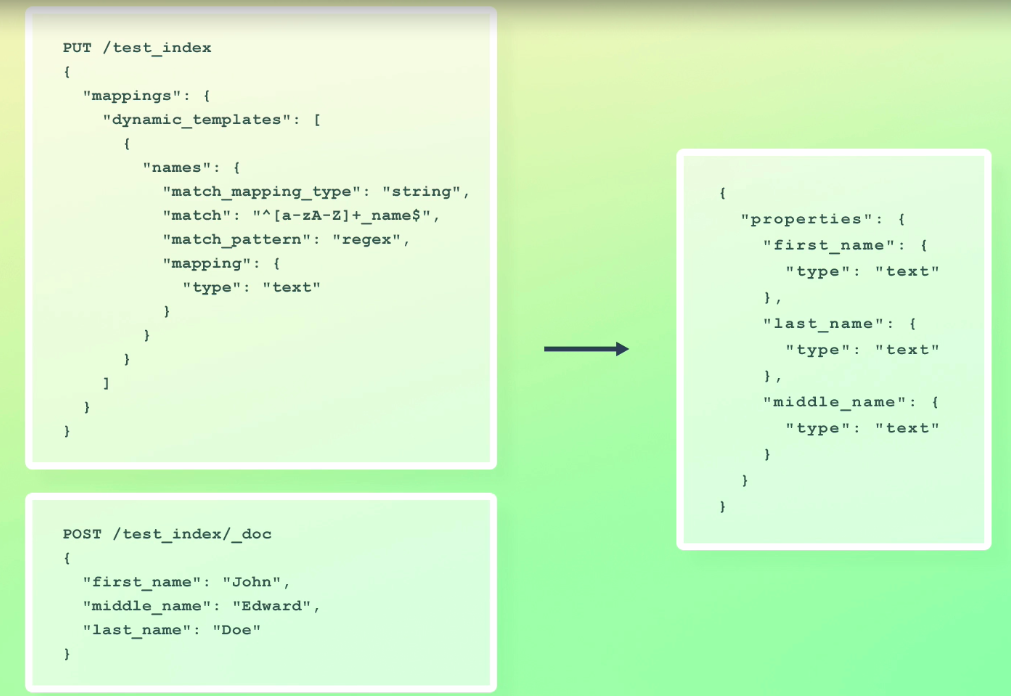 PUT /test_index
{
  "mappings": {
    "dynamic_templates": [
      {
        "names": {
          "match_mapping_type": "string",
          "match": "^[a-zA-Z]+_name$",
          "match_pattern": "regex",
          "mapping": {
            "type": "text"
          }
        }
      }
    ]
  }
}
POST /test_index/_doc
{
  "first_name": "John",
  "middle_name": "Edward",
  "last_name": "Doe"
}
{
  "properties": {
    "first_name": {
      "type": "text"
    },
    "last_name": {
      "type": "text"
    },
    "middle_name": {
      "type": "text"
    }
  }
}